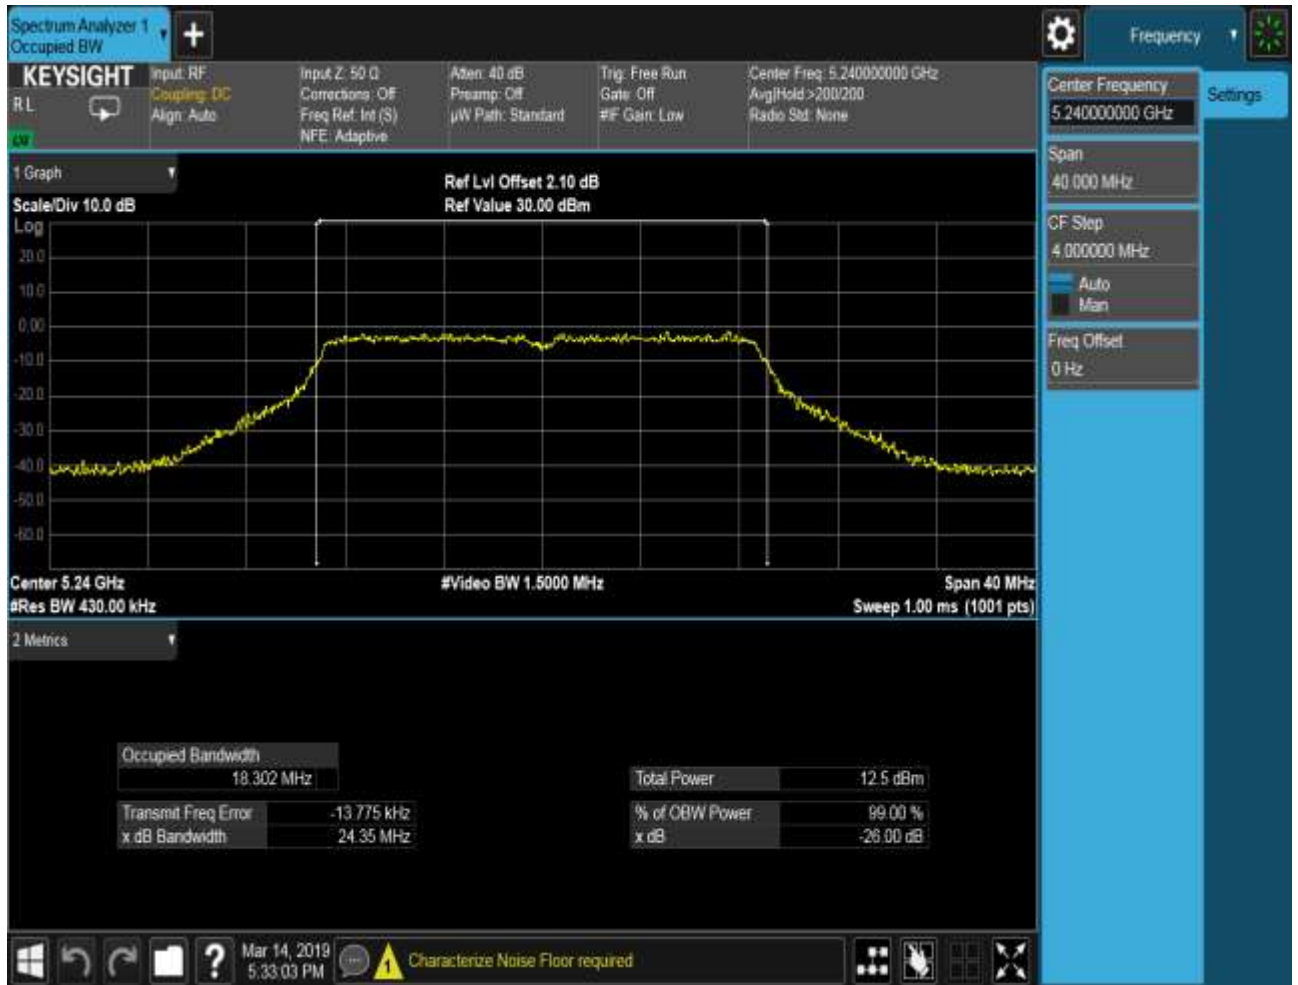 Spectrum Analyzer 1
Occupied BW
Frequency
KEYSIGHT
R L
Input: RF
Coupling: DC
Align: Auto
Input Z: 50 Ω
Corrections: Off
Freq Ref: Int (S)
NFE: Adaptive
Atten: 40 dB
Preamp: Off
µW Path: Standard
Trig: Free Run
Gate: Off
#IF Gain: Low
Center Freq: 5.240000000 GHz
Avg|Hold:>200/200
Radio Std: None
Center Frequency
5.240000000 GHz
Settings
Span
40.000 MHz
CF Step
4.000000 MHz
Auto
Man
Freq Offset
0 Hz
1 Graph
Scale/Div 10.0 dB
Ref Lvl Offset 2.10 dB
Ref Value 30.00 dBm
Log
20.0
10.0
0.00
-10.0
-20.0
-30.0
-40.0
-50.0
-60.0
Center 5.24 GHz
#Video BW 1.5000 MHz
Span 40 MHz
#Res BW 430.00 kHz
Sweep 1.00 ms (1001 pts)
2 Metrics
Occupied Bandwidth
18.302 MHz
Total Power 12.5 dBm
Transmit Freq Error -13.775 kHz
% of OBW Power 99.00 %
x dB Bandwidth 24.35 MHz
x dB -26.00 dB
?
Mar 14, 2019
5:33:03 PM
1
Characterize Noise Floor required